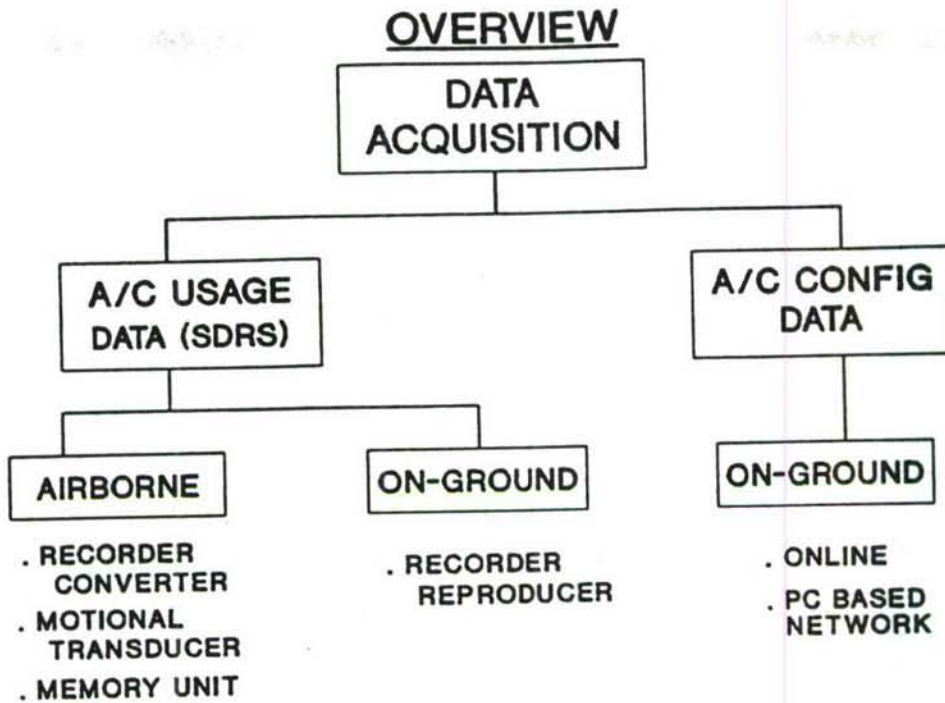 OVERVIEW
DATA
ACQUISITION
A/C USAGE
DATA (SDRS)
A/C CONFIG
DATA
AIRBORNE
ON-GROUND
ON-GROUND
. RECORDER
CONVERTER
. MOTIONAL
TRANSDUCER
. MEMORY UNIT
. RECORDER
REPRODUCER
. ONLINE
. PC BASED
NETWORK